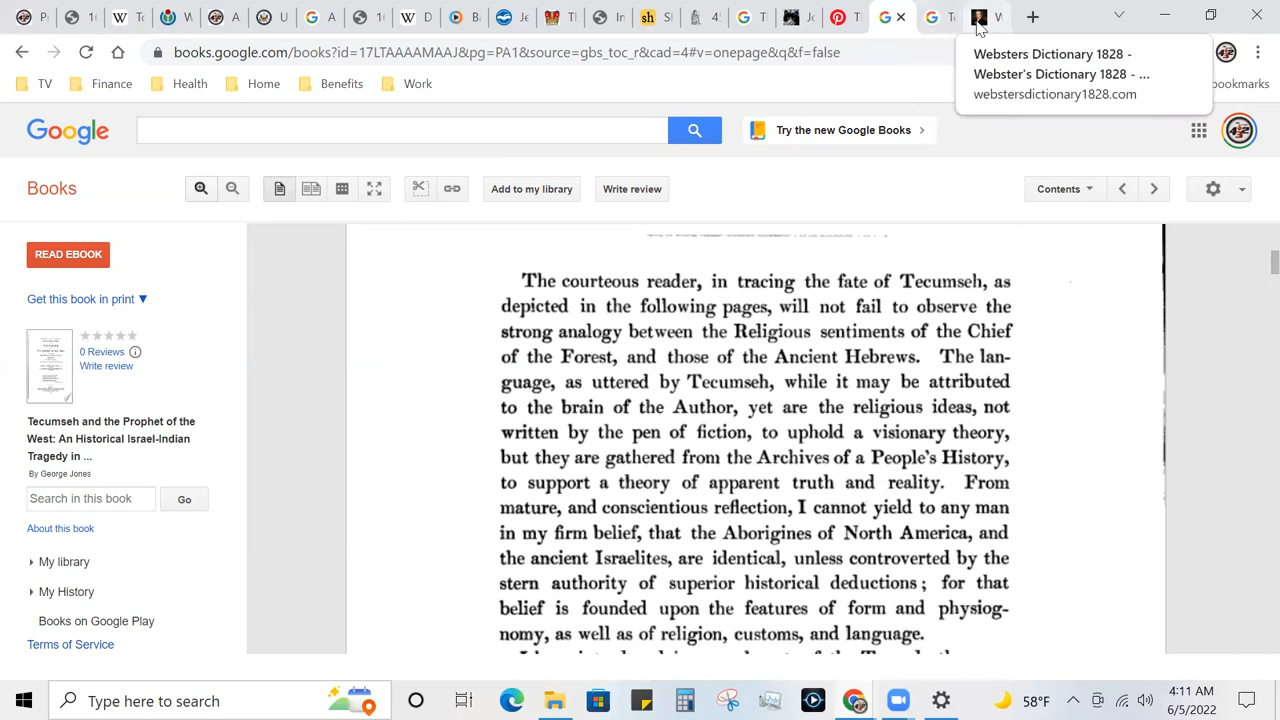 W
books.google.com/books?id=17LTAAAAMAAJ&pg=PA1&source=gbs_toc_r&cad=4#v=onepage&q&f=false
Websters Dictionary 1828 -
Webster's Dictionary 1828 - ...
webstersdictionary1828.com
TV
Finance
Health
Travel
Benefits
Work
bookmarks
Google
Try the new Google Books
Books
Add to my library
Write review
Contents
READ EBOOK
Get this book in print
0 Reviews
Write review
Tecumseh and the Prophet of the
West: An Historical Israel-Indian
Tragedy in ...
By George Jones
Search in this book
Go
About this book
My library
My History
Books on Google Play
Terms of Service
The courteous reader, in tracing the fate of Tecumseh, as
depicted in the following pages, will not fail to observe the
strong analogy between the Religious sentiments of the Chief
of the Forest, and those of the Ancient Hebrews. The lan-
guage, as uttered by Tecumseh, while it may be attributed
to the brain of the Author, yet are the religious ideas, not
written by the pen of fiction, to uphold a visionary theory,
but they are gathered from the Archives of a People's History,
to support a theory of apparent truth and reality. From
mature, and conscientious reflection, I cannot yield to any man
in my firm belief, that the Aborigines of North America, and
the ancient Israelites, are identical, unless controverted by the
stern authority of superior historical deductions; for that
belief is founded upon the features of form and physiog-
nomy, as well as of religion, customs, and language.
Type here to search
58°F
4:11 AM
6/5/2022